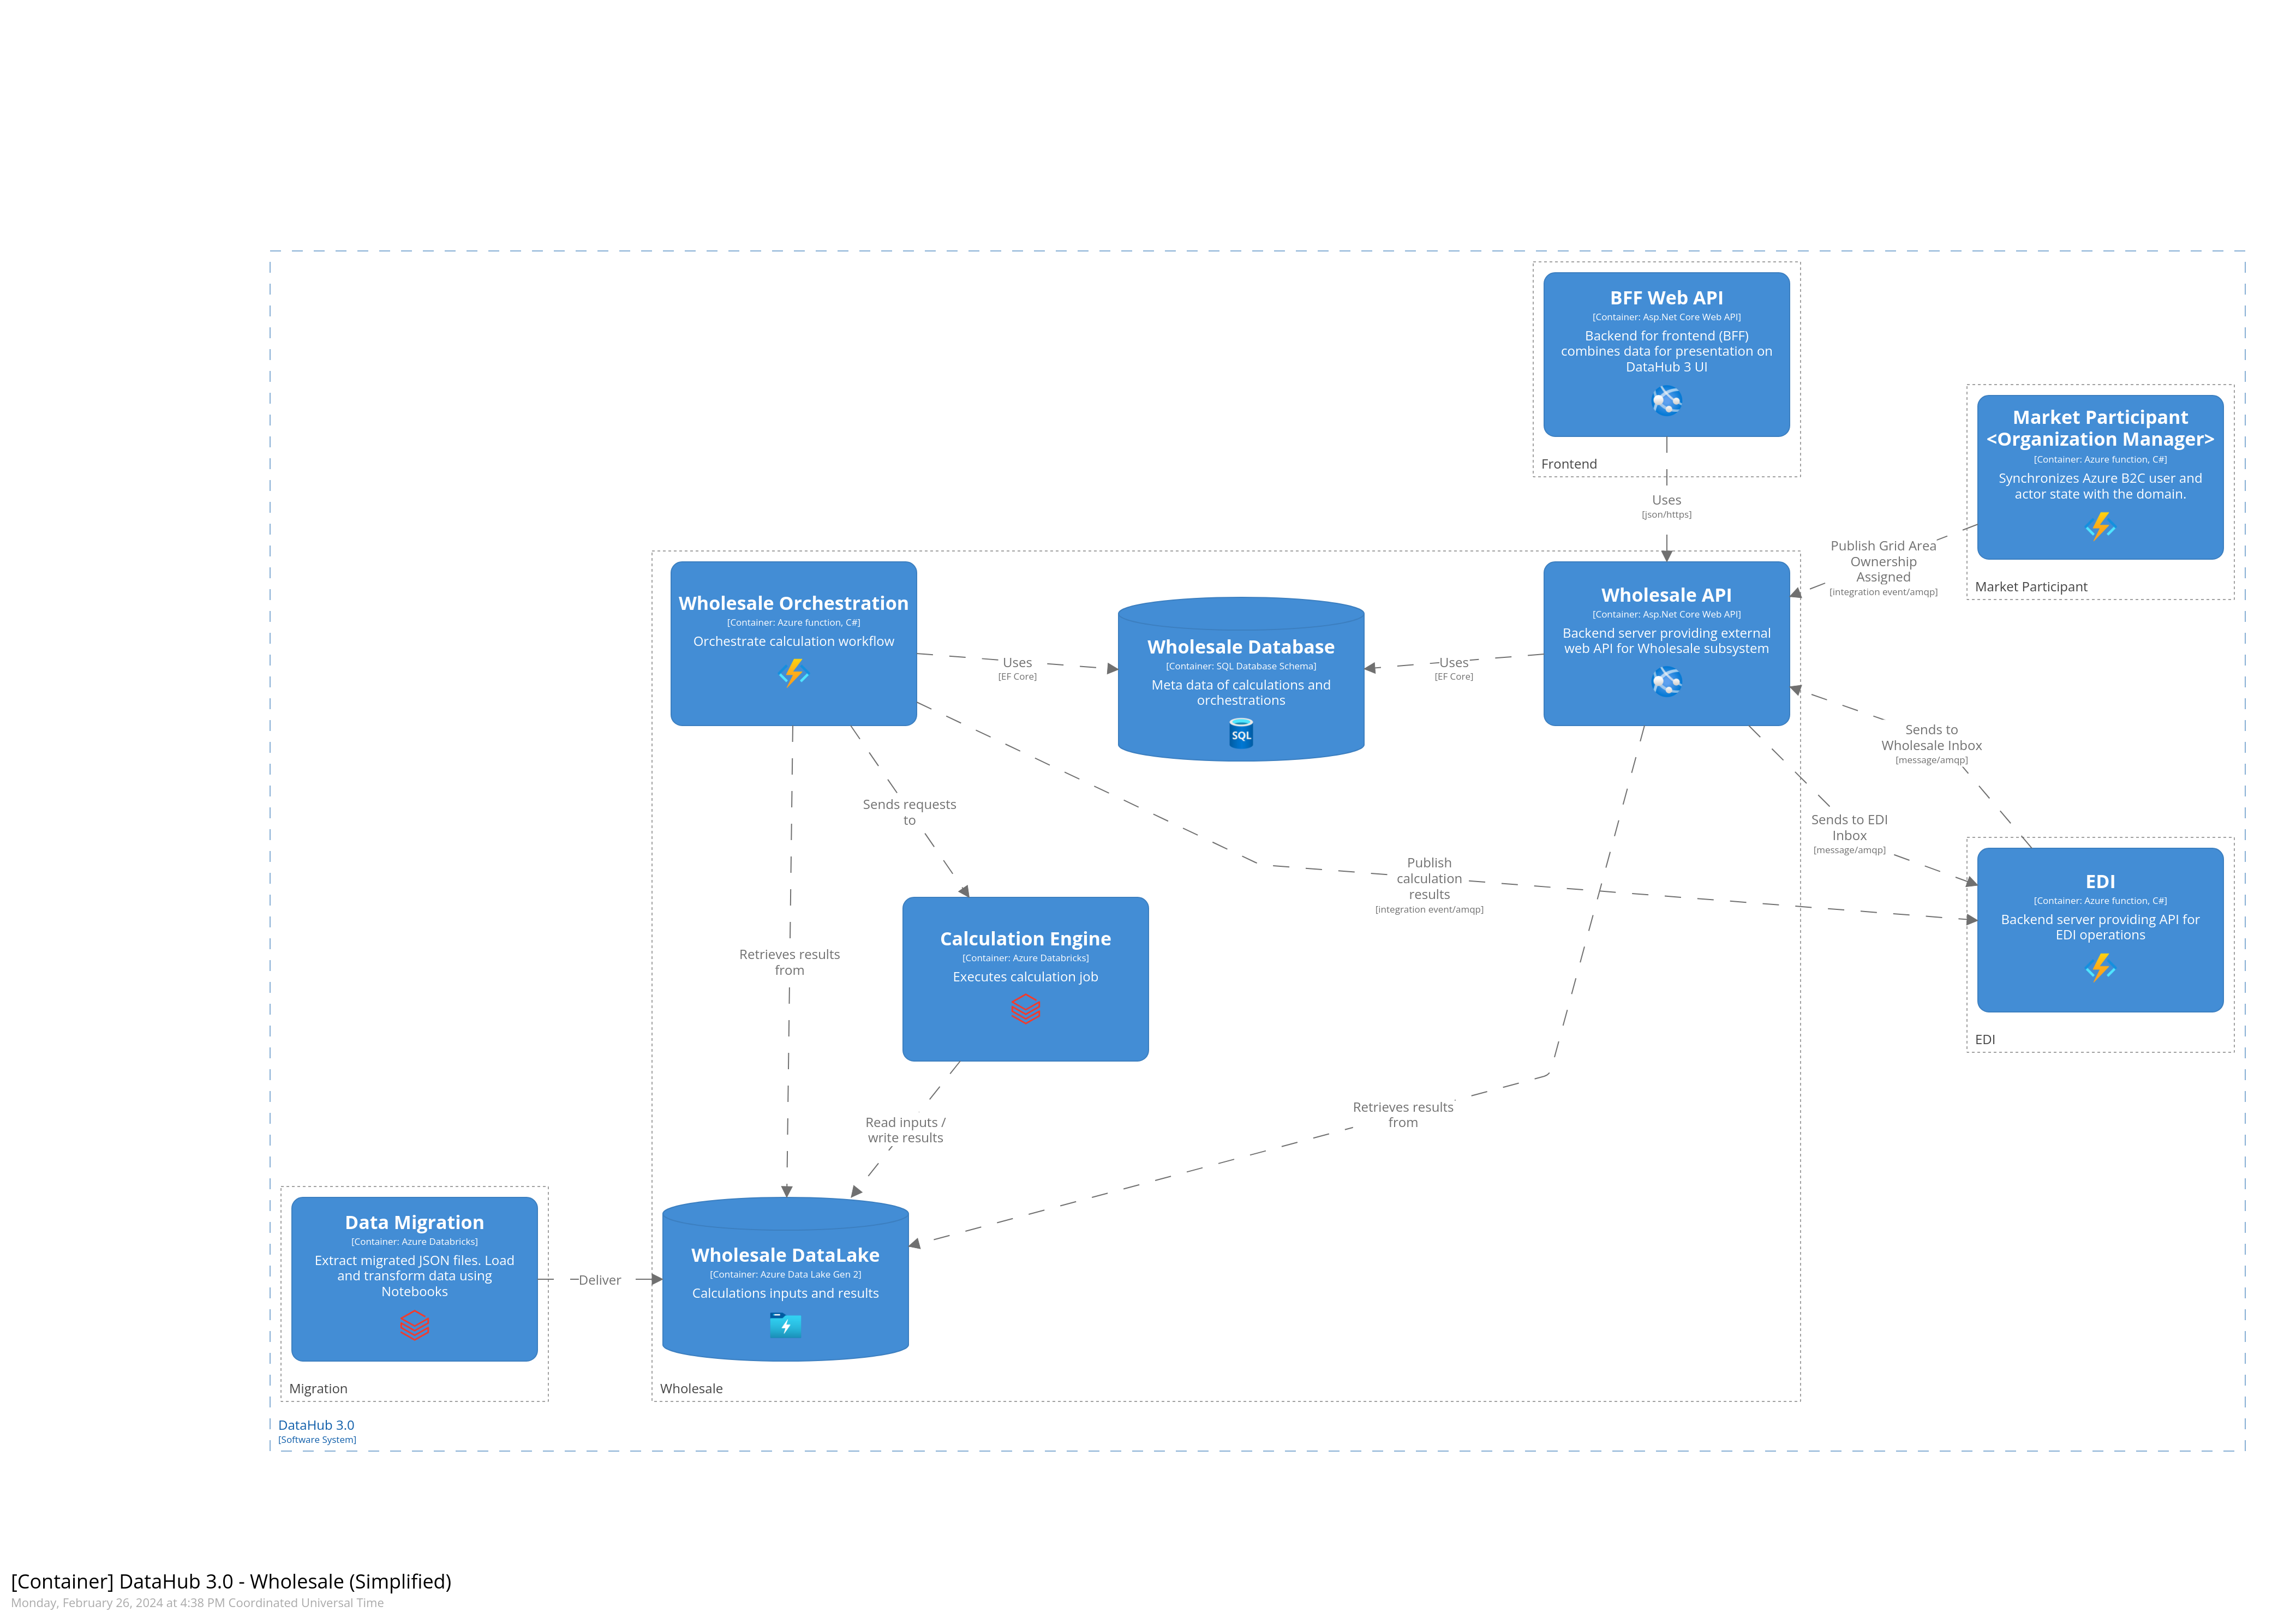 BFF Web API
[Container: Asp.Net Core Web API]
Backend for frontend (BFF)
combines data for presentation on
DataHub 3 UI
Frontend
Uses
[json/https]
Market Participant
<Organization Manager>
[Container: Azure function, C#]
Synchronizes Azure B2C user and
actor state with the domain.
Market Participant
Publish Grid Area
Ownership
Assigned
[integration event/amqp]
Wholesale Orchestration
[Container: Azure function, C#]
Orchestrate calculation workflow
Uses
[EF Core]
Wholesale Database
[Container: SQL Database Schema]
Meta data of calculations and
orchestrations
SQL
Uses
[EF Core]
Wholesale API
[Container: Asp.Net Core Web API]
Backend server providing external
web API for Wholesale subsystem
Sends to
Wholesale Inbox
[message/amqp]
Sends to EDI
Inbox
[message/amqp]
Sends requests
to
Publish
calculation
results
[integration event/amqp]
EDI
[Container: Azure function, C#]
Backend server providing API for
EDI operations
EDI
Retrieves results
from
Calculation Engine
[Container: Azure Databricks]
Executes calculation job
Read inputs /
write results
Retrieves results
from
Data Migration
[Container: Azure Databricks]
Extract migrated JSON files. Load
and transform data using
Notebooks
Migration
Deliver
Wholesale DataLake
[Container: Azure Data Lake Gen 2]
Calculations inputs and results
Wholesale
DataHub 3.0
[Software System]
[Container] DataHub 3.0 - Wholesale (Simplified)
Monday, February 26, 2024 at 4:38 PM Coordinated Universal Time